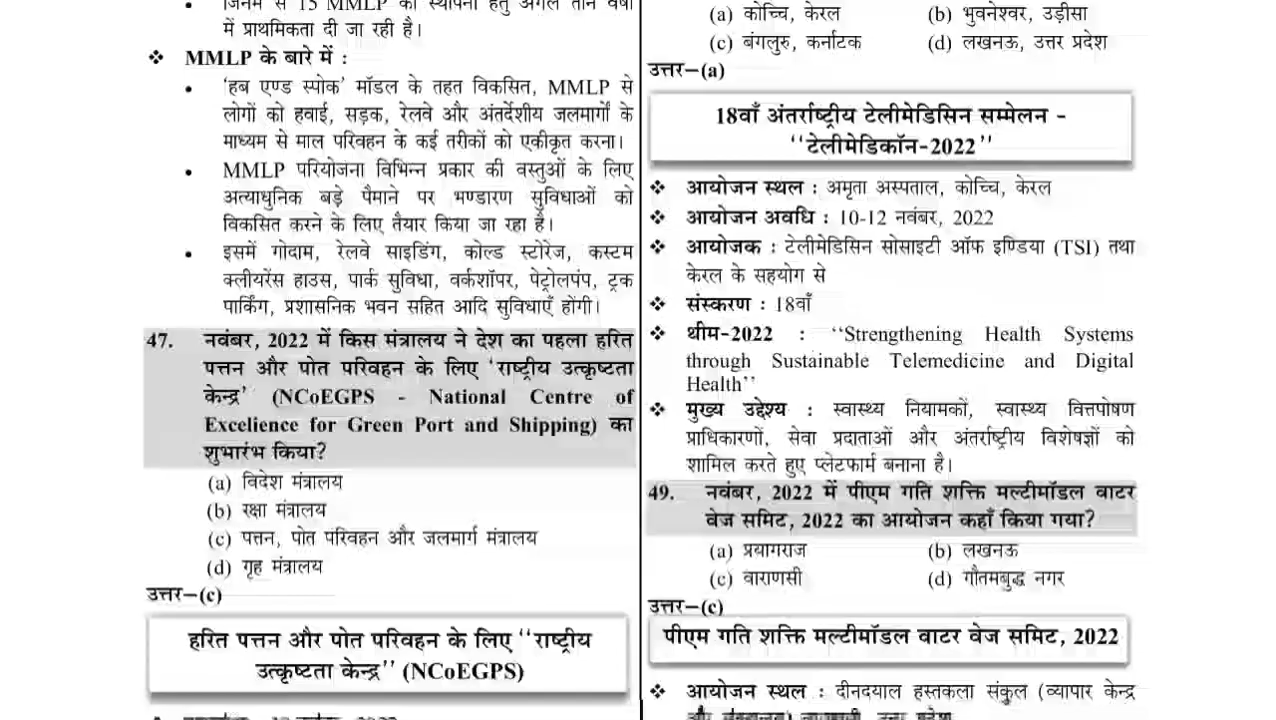 जिनमें से 15 MMLP की स्थापना हेतु अगले तीन वर्षों
में प्राथमिकता दी जा रही है।
❖ MMLP के बारे में :
• 'हब एण्ड स्पोक' मॉडल के तहत विकसित, MMLP से
लोगों को हवाई, सड़क, रेलवे और अंतर्देशीय जलमार्गों के
माध्यम से माल परिवहन के कई तरीकों को एकीकृत करना।
• MMLP परियोजना विभिन्न प्रकार की वस्तुओं के लिए
अत्याधुनिक बड़े पैमाने पर भण्डारण सुविधाओं को
विकसित करने के लिए तैयार किया जा रहा है।
• इसमें गोदाम, रेलवे साइडिंग, कोल्ड स्टोरेज, कस्टम
क्लीयरेंस हाउस, पार्क सुविधा, वर्कशॉपर, पेट्रोलपंप, ट्रक
पार्किंग, प्रशासनिक भवन सहित आदि सुविधाएँ होंगी।
47. नवंबर, 2022 में किस मंत्रालय ने देश का पहला हरित
पत्तन और पोत परिवहन के लिए 'राष्ट्रीय उत्कृष्टता
केन्द्र' (NCoEGPS - National Centre of
Excelience for Green Port and Shipping) का
शुभारंभ किया?
(a) विदेश मंत्रालय
(b) रक्षा मंत्रालय
(c) पत्तन, पोत परिवहन और जलमार्ग मंत्रालय
(d) गृह मंत्रालय
उत्तर–(c)
हरित पत्तन और पोत परिवहन के लिए ''राष्ट्रीय
उत्कृष्टता केन्द्र'' (NCoEGPS)
(a) कोच्चि, केरल (b) भुवनेश्वर, उड़ीसा
(c) बंगलुरु, कर्नाटक (d) लखनऊ, उत्तर प्रदेश
उत्तर–(a)
18वाँ अंतर्राष्ट्रीय टेलीमेडिसिन सम्मेलन -
''टेलीमेडिकॉन-2022''
❖ आयोजन स्थल : अमृता अस्पताल, कोच्चि, केरल
❖ आयोजन अवधि : 10-12 नवंबर, 2022
❖ आयोजक : टेलीमेडिसिन सोसाइटी ऑफ इण्डिया (TSI) तथा
केरल के सहयोग से
❖ संस्करण : 18वाँ
❖ थीम-2022 : ''Strengthening Health Systems
through Sustainable Telemedicine and Digital
Health''
❖ मुख्य उद्देश्य : स्वास्थ्य नियामकों, स्वास्थ्य वित्तपोषण
प्राधिकारणों, सेवा प्रदाताओं और अंतर्राष्ट्रीय विशेषज्ञों को
शामिल करते हुए प्लेटफार्म बनाना है।
49. नवंबर, 2022 में पीएम गति शक्ति मल्टीमॉडल वाटर
वेज समिट, 2022 का आयोजन कहाँ किया गया?
(a) प्रयागराज (b) लखनऊ
(c) वाराणसी (d) गौतमबुद्ध नगर
उत्तर–(c)
पीएम गति शक्ति मल्टीमॉडल वाटर वेज समिट, 2022
❖ आयोजन स्थल : दीनदयाल हस्तकला संकुल (व्यापार केन्द्र